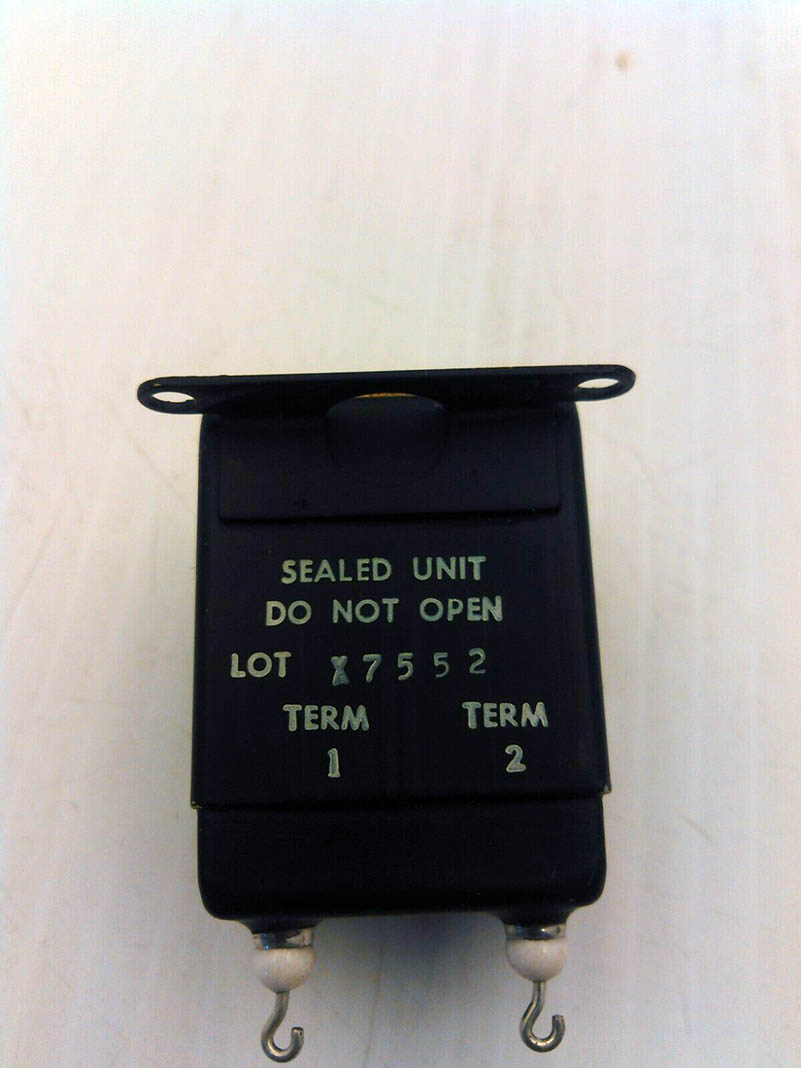 SEALED UNIT
DO NOT OPEN
LOT X7552
TERM TERM
1 2